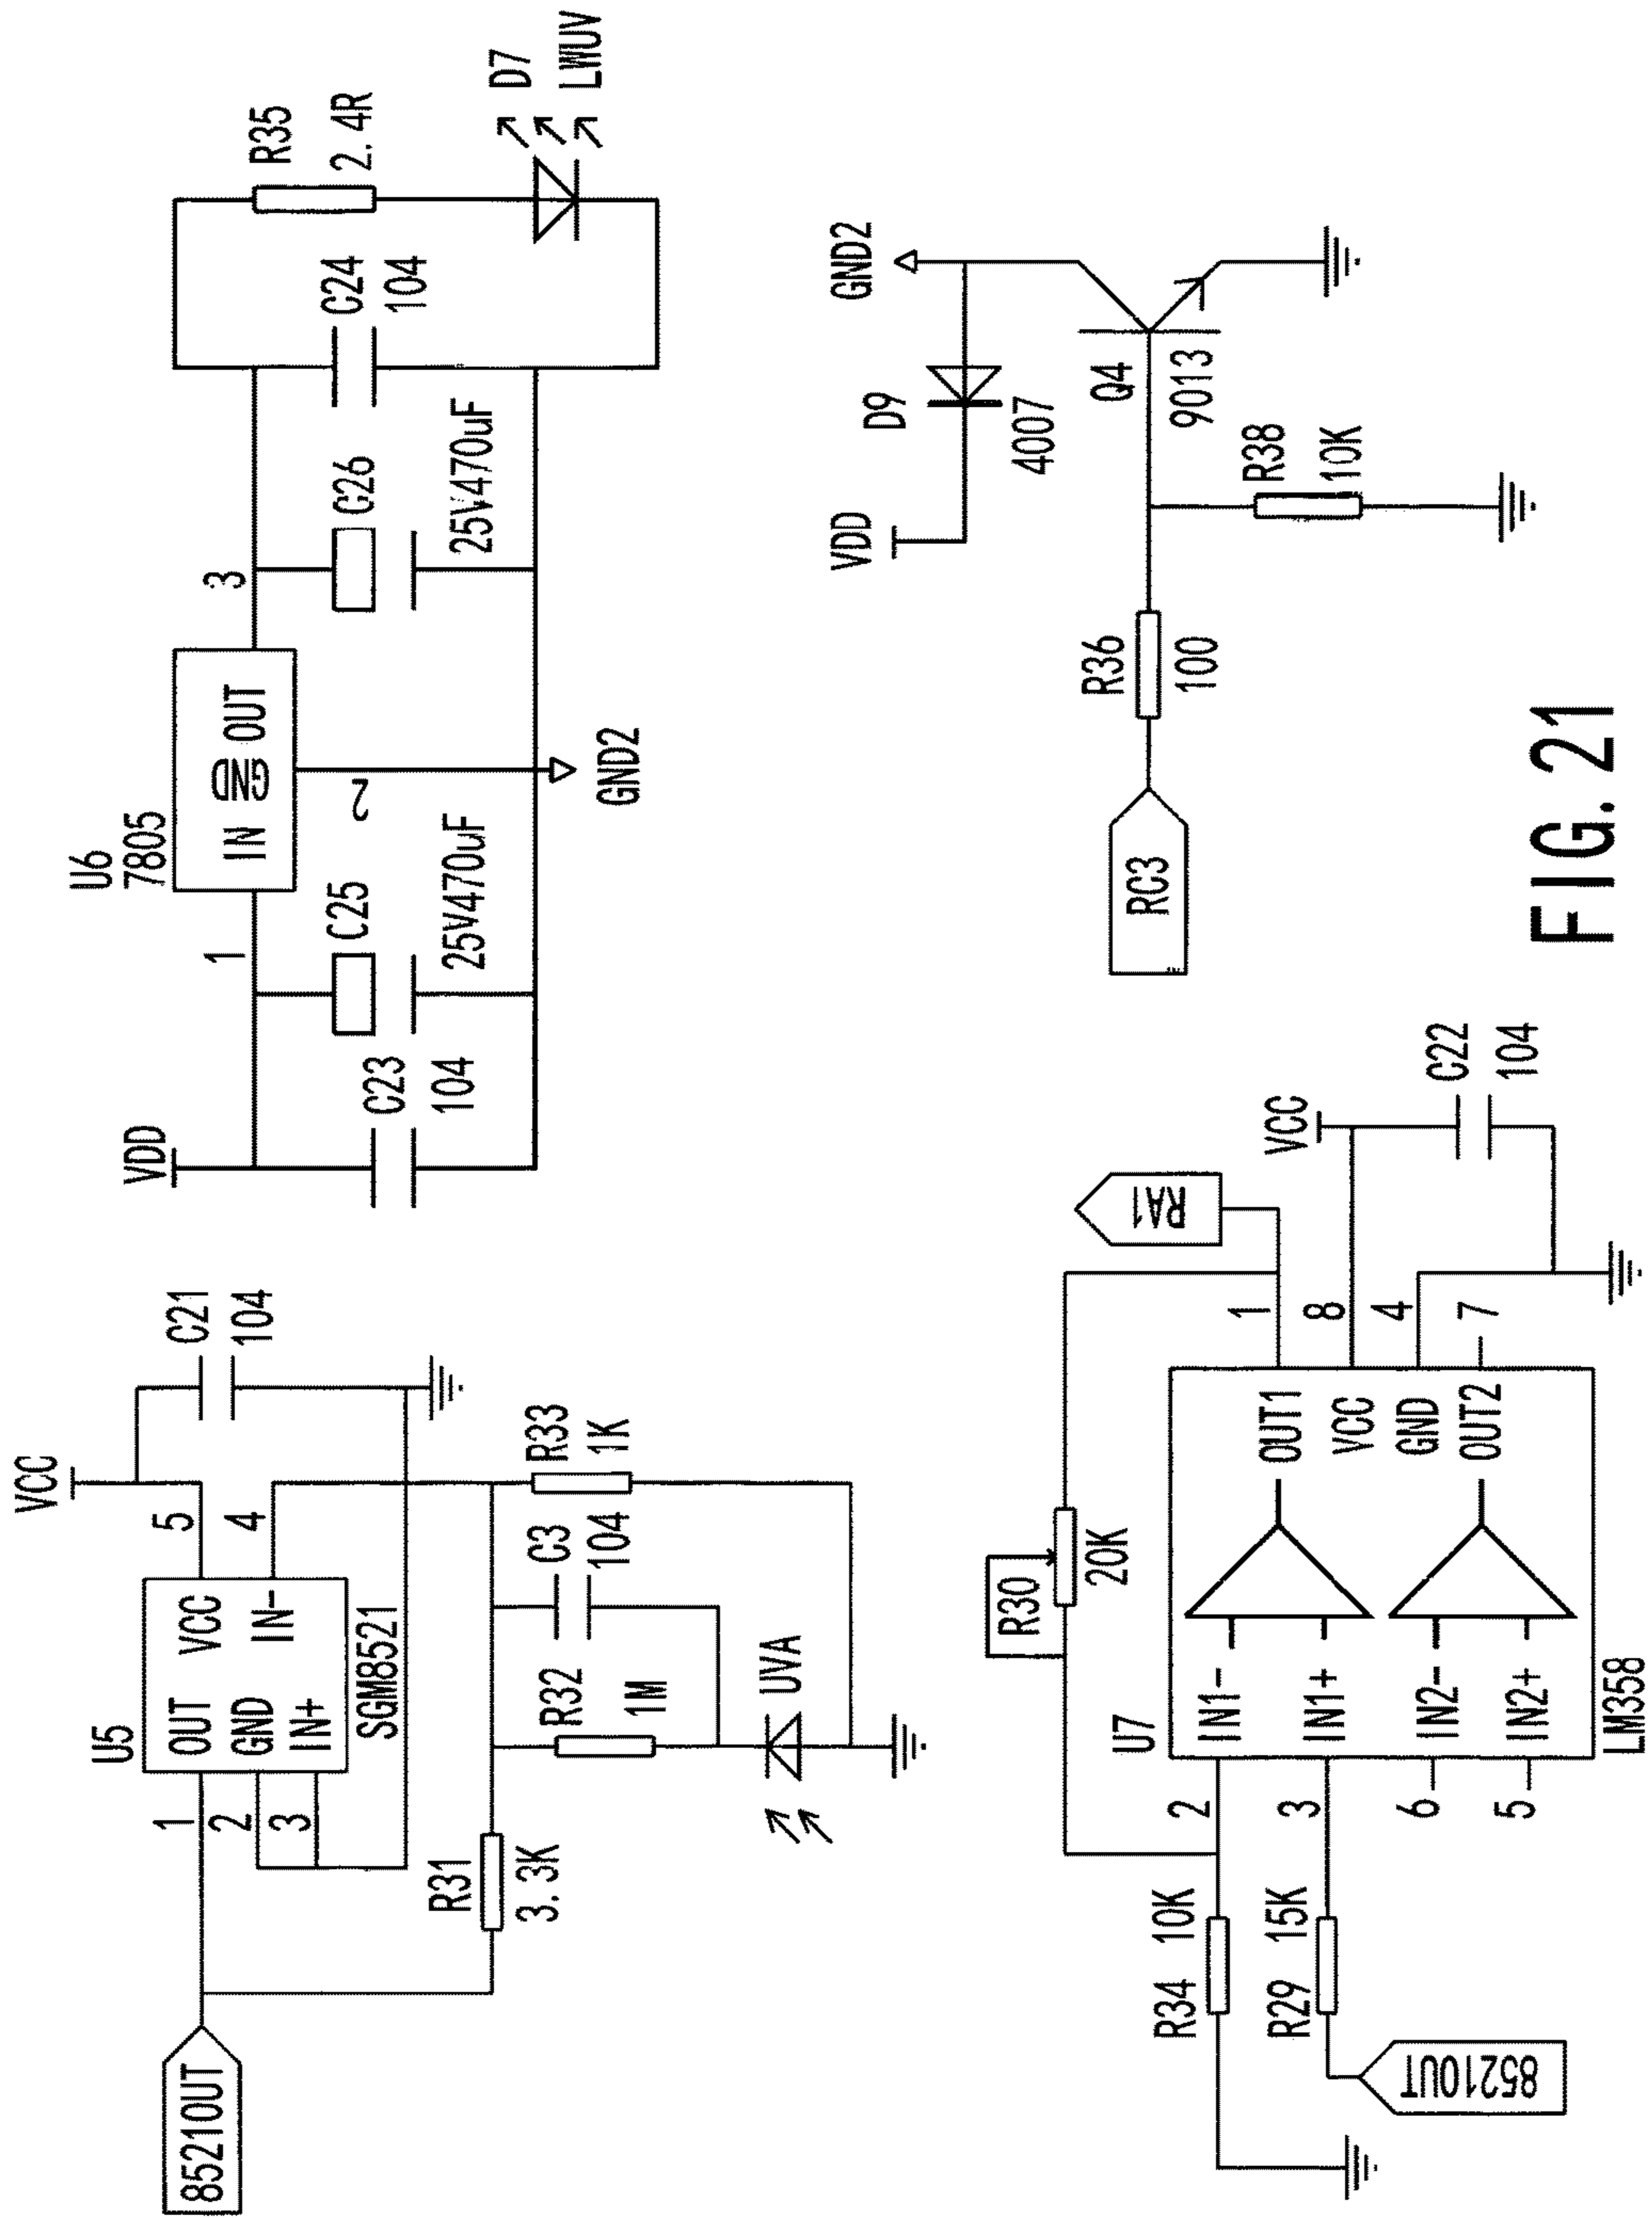 8521OUT
U5
OUT
GND
IN+
VCC
IN-
SGM8521
1
2
3
5
4
VCC
C21
104
R31
3.3K
R32
1M
C3
104
R33
1K
UVA
VDD
C23
104
C25
25V470uF
U6
7805
IN
GND
OUT
1
2
3
GND2
C26
25V470uF
C24
104
R35
2.4R
D7
LWUV
R34
10K
R29
15K
8521OUT
2
3
6
5
U7
IN1-
IN1+
IN2-
IN2+
LM358
OUT1
VCC
GND
OUT2
1
8
4
7
R30
20K
RA1
VCC
C22
104
RC3
R36
100
VDD
D9
4007
GND2
Q4
9013
R38
10K
FIG. 21